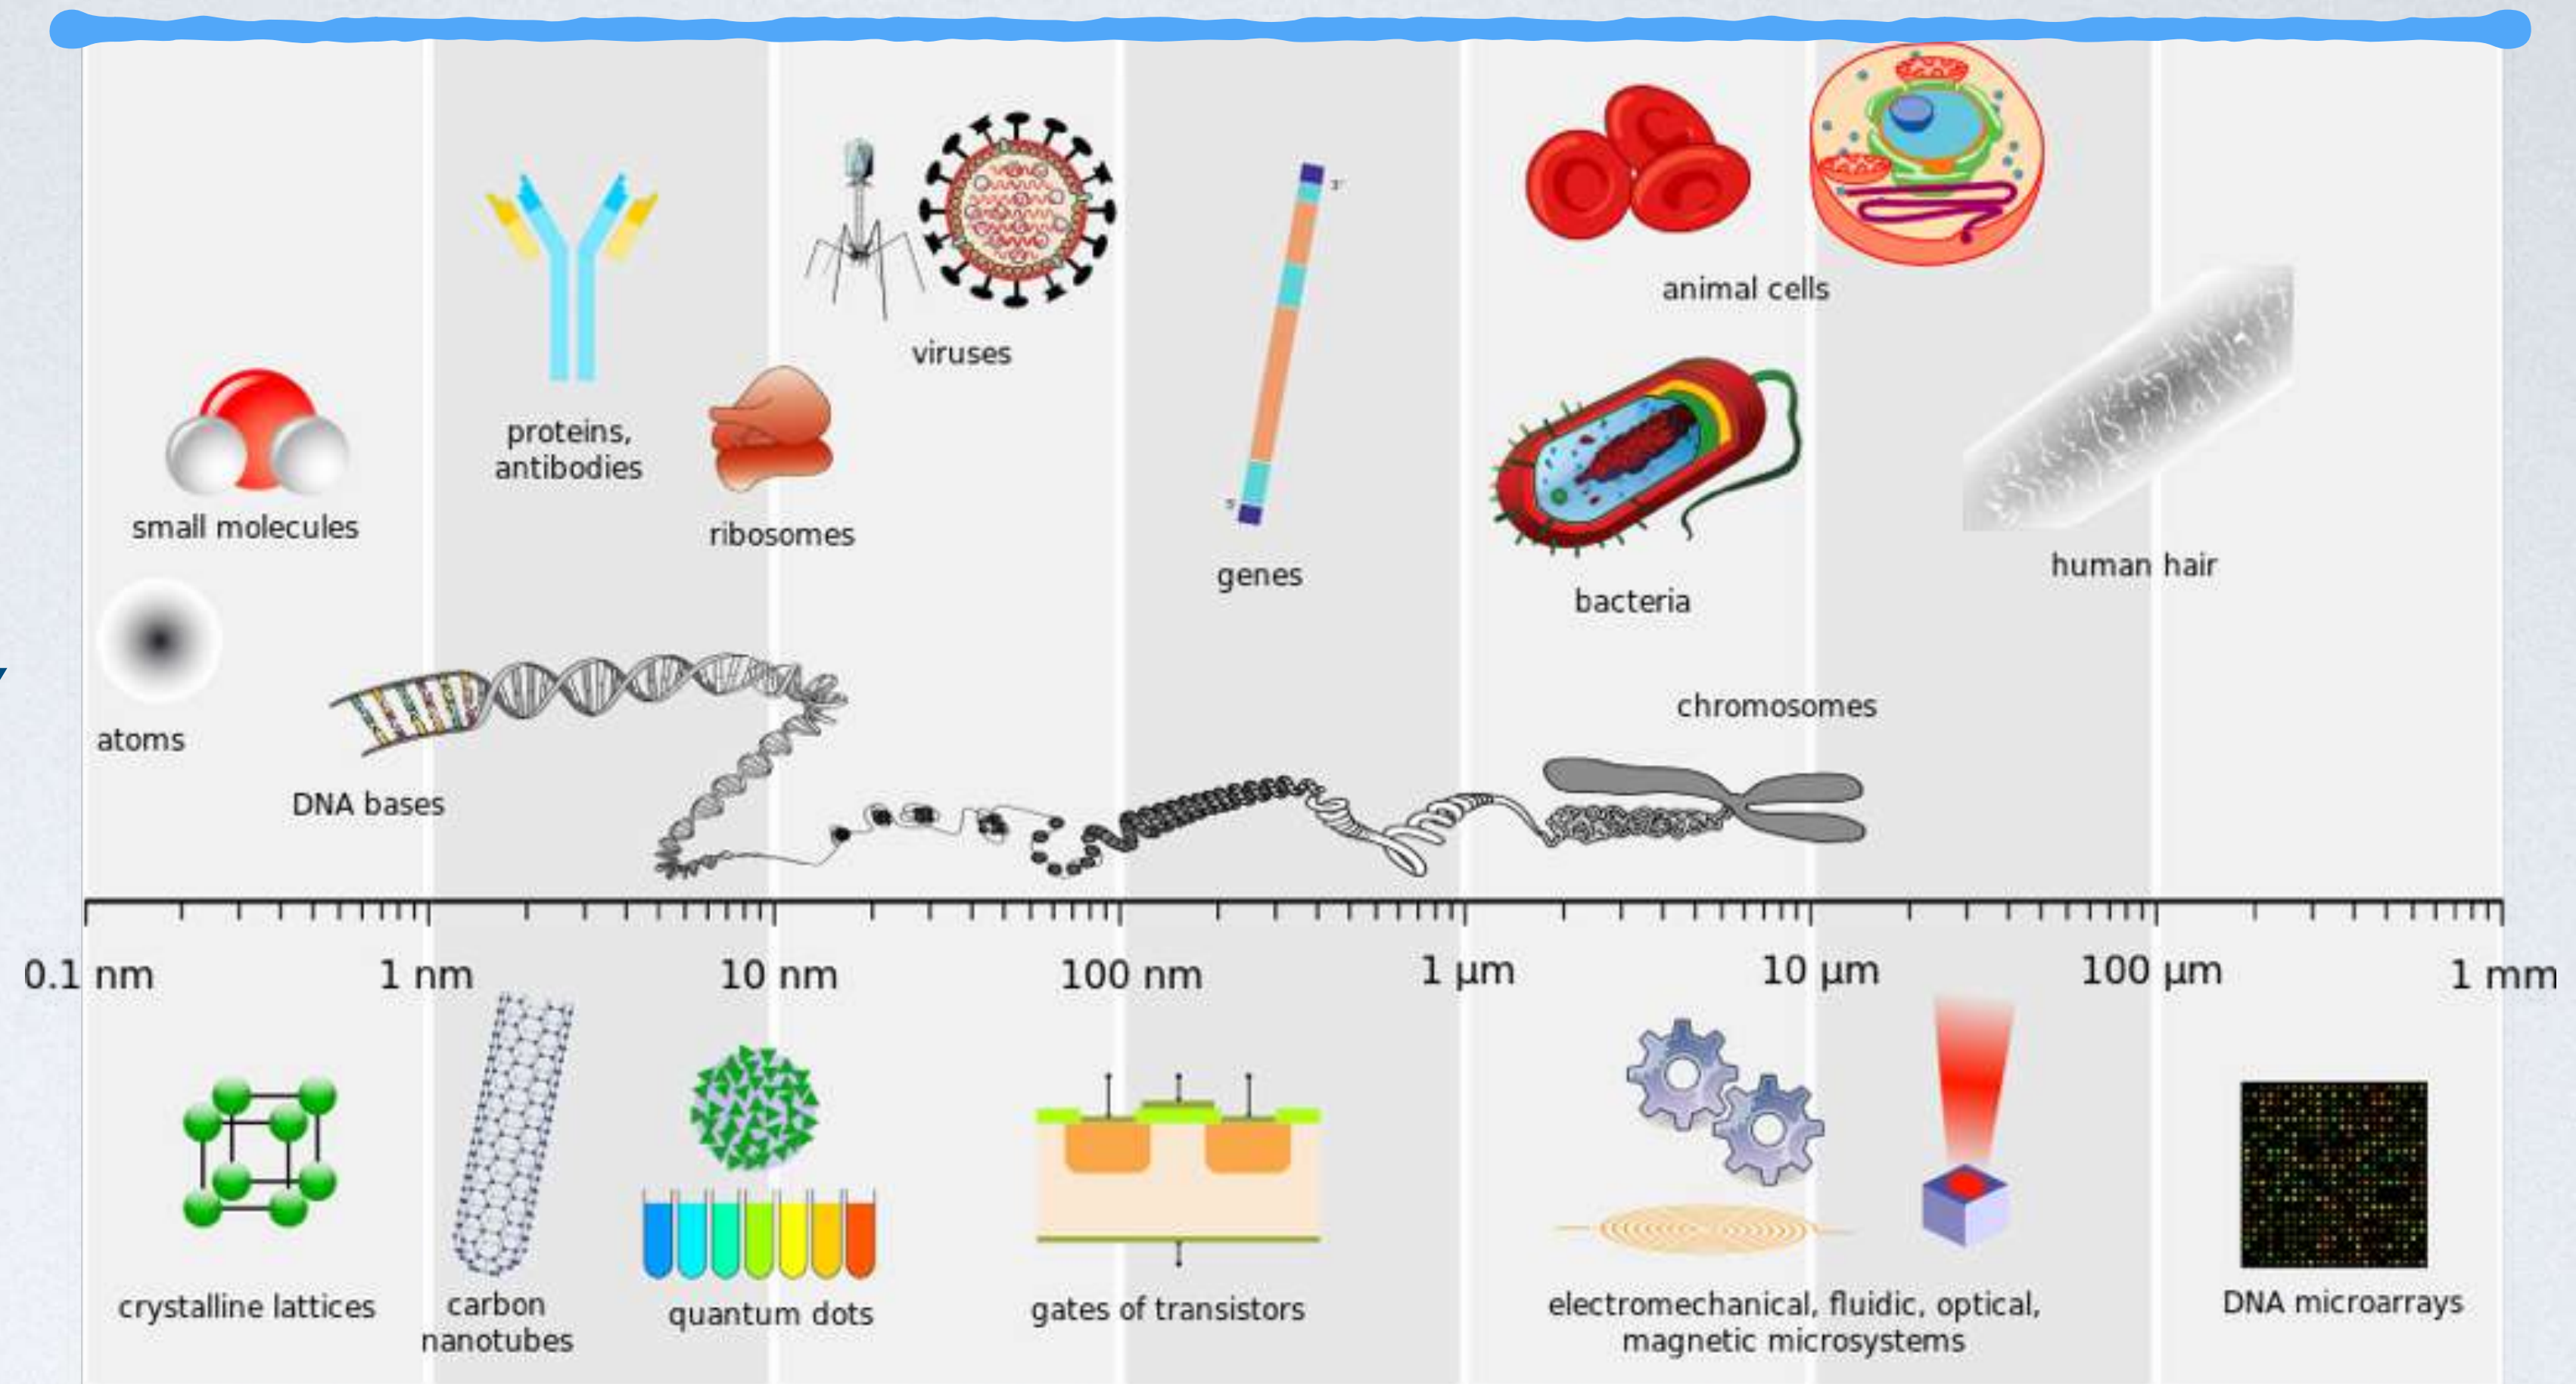 3'
animal cells
viruses
proteins,
antibodies
small molecules
ribosomes
5'
genes
human hair
bacteria
atoms
chromosomes
DNA bases
0.1 nm
1 nm
10 nm
100 nm
1 µm
10 µm
100 µm
1 mm
crystalline lattices
carbon
nanotubes
quantum dots
gates of transistors
electromechanical, fluidic, optical,
magnetic microsystems
DNA microarrays